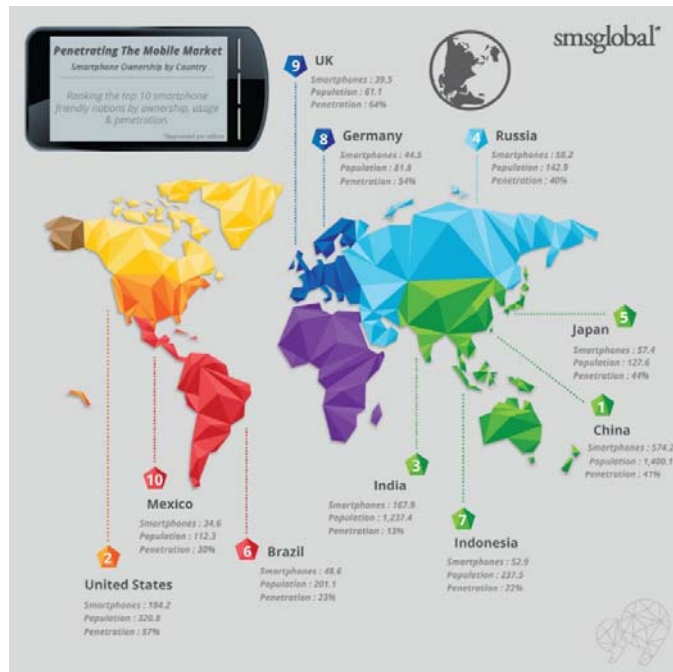 Penetrating The Mobile Market
Smartphone Ownership by Country
Ranking the top 10 smartphone
friendly nations by ownership, usage
& penetration.
smsglobal
9 UK
Smartphones : 39.5
Population : 61.1
Penetration : 64%
8 Germany
Smartphones : 44.5
Population : 81.8
Penetration : 54%
4 Russia
Smartphones : 58.2
Population : 142.9
Penetration : 40%
5
Japan
Smartphones : 57.4
Population : 127.6
Penetration : 44%
1
China
Smartphones : 574.2
Population : 1,400.1
Penetration : 41%
3
India
Smartphones : 167.9
Population : 1,237.4
Penetration : 13%
10
Mexico
Smartphones : 34.6
Population : 112.3
Penetration : 30%
7
Indonesia
Smartphones : 52.9
Population : 237.5
Penetration : 22%
6 Brazil
Smartphones : 48.6
Population : 201.1
Penetration : 23%
2
United States
Smartphones : 184.2
Population : 320.8
Penetration : 57%